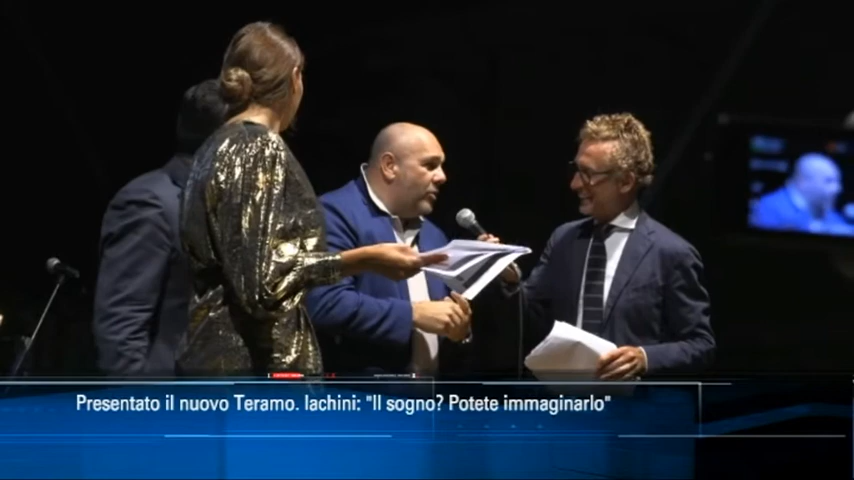 Presentato il nuovo Teramo. Iachini: "Il sogno? Potete immaginarlo"